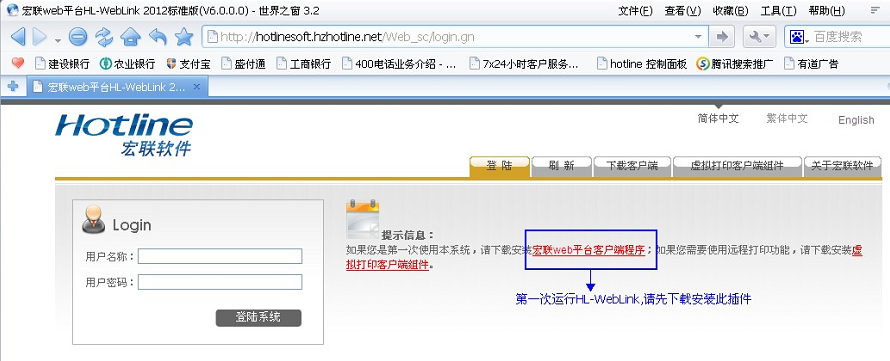 宏联web平台HL-WebLink 2012标准版(V6.0.0.0) - 世界之窗 3.2
文件(F) 查看(V) 收藏(B) 工具(T) 帮助(H)
http://hotlinesoft.hzhotline.net/Web_sc/login.gn
百度搜索
建设银行 农业银行 支付宝 盛付通 工商银行 400电话业务介绍 - ... 7x24小时客户服务... hotline 控制面板 腾讯搜索推广 有道广告
宏联web平台HL-WebLink 2...
简体中文 繁体中文 English
Hotline
宏联软件
登 陆 刷 新 下载客户端 虚拟打印客户端组件 关于宏联软件
Login
用户名称:
用户密码:
登陆系统
提示信息:
如果您是第一次使用本系统,请下载安装宏联web平台客户端程序;如果您需要使用远程打印功能,请下载安装虚
拟打印客户端组件。
第一次运行HL-WebLink,请先下载安装此插件